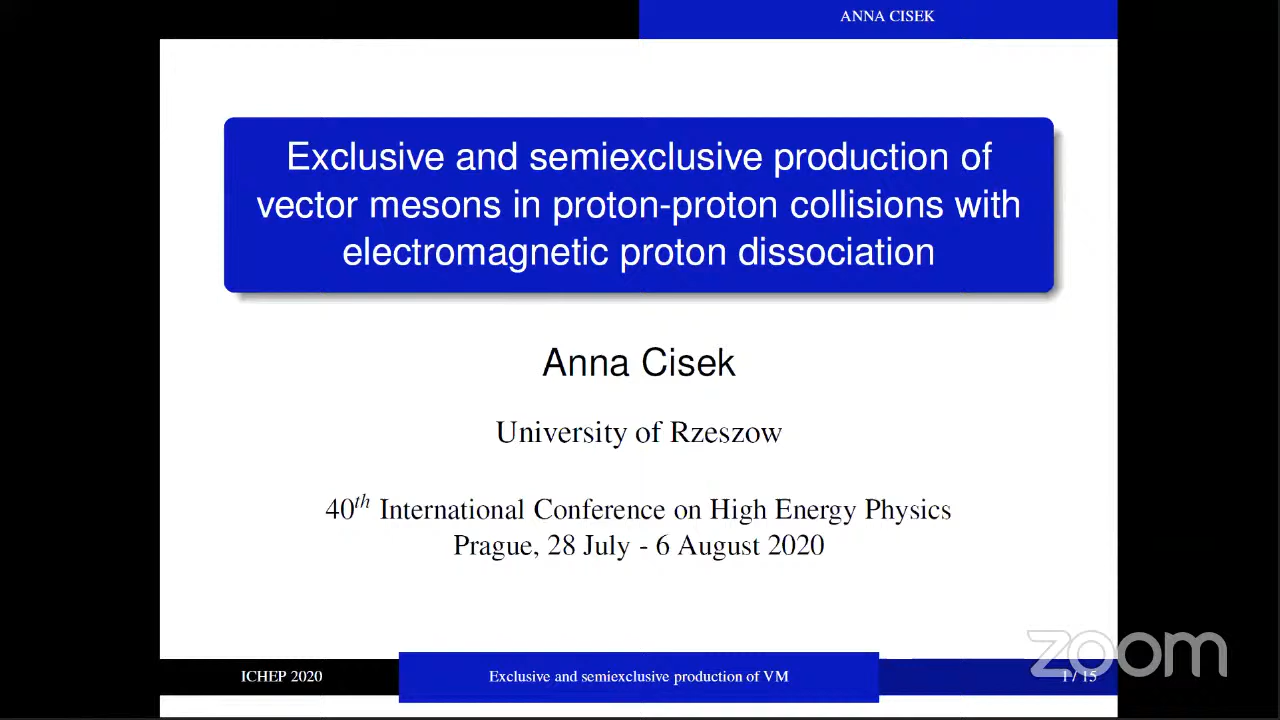 ANNA CISEK
Exclusive and semiexclusive production of
vector mesons in proton-proton collisions with
electromagnetic proton dissociation
Anna Cisek
University of Rzeszow
40th International Conference on High Energy Physics
Prague, 28 July - 6 August 2020
zoom
ICHEP 2020
Exclusive and semiexclusive production of VM
1 / 15